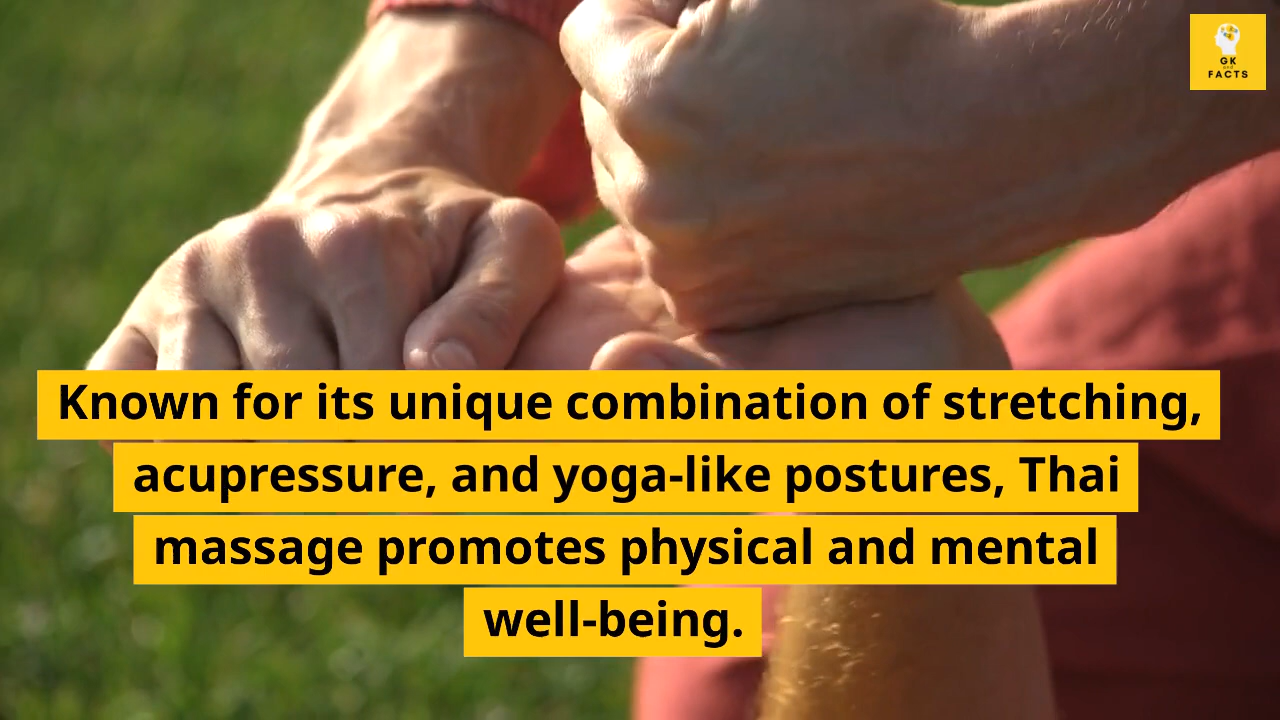 GK
and
FACTS
Known for its unique combination of stretching,
acupressure, and yoga-like postures, Thai
massage promotes physical and mental
well-being.